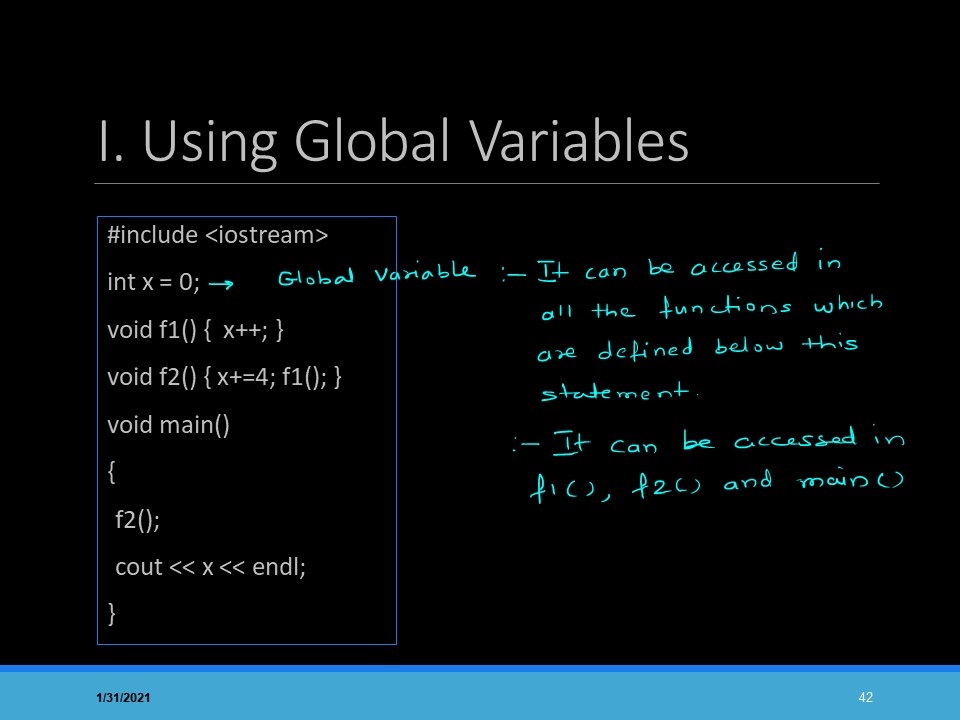 I. Using Global Variables
#include <iostream>
int x = 0; → Global Variable :- It can be accessed in
all the functions which
void f1() { x++; }
are defined below this
void f2() { x+=4; f1(); }
statement.
void main()
:- It can be accessed in
{
f1(), f2() and main()
f2();
cout << x << endl;
}
1/31/2021
42